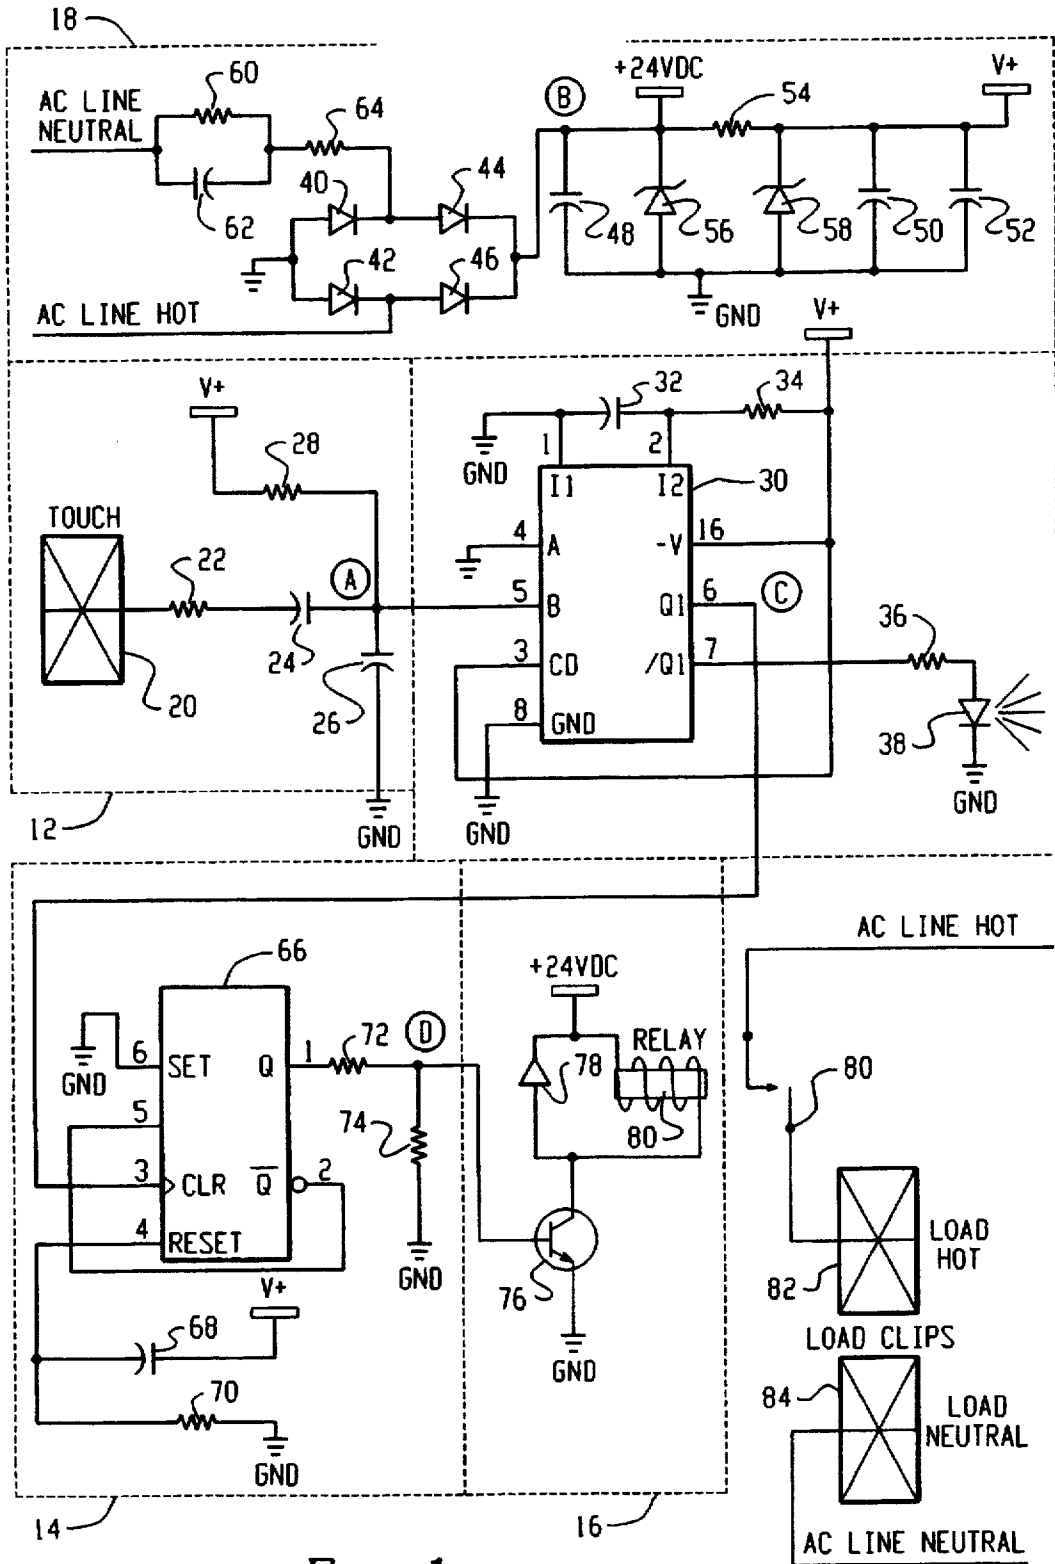 18
60
AC LINE
NEUTRAL
64
62
40
44
42
46
AC LINE HOT
B
+24VDC
54
V+
48
56
58
50
52
GND
V+
V+
28
TOUCH
22
A
24
26
20
GND
12
32
34
GND
1
2
I1
I2
30
4
A
-V
16
5
B
Q1
6
C
3
CD
/Q1
7
36
8
GND
38
GND
GND
66
GND
6
SET
Q
1
72
D
5
74
3
CLR
Q
2
4
RESET
GND
V+
68
70
GND
14
+24VDC
78
RELAY
80
76
GND
16
AC LINE HOT
80
82
LOAD
HOT
LOAD CLIPS
84
LOAD
NEUTRAL
AC LINE NEUTRAL